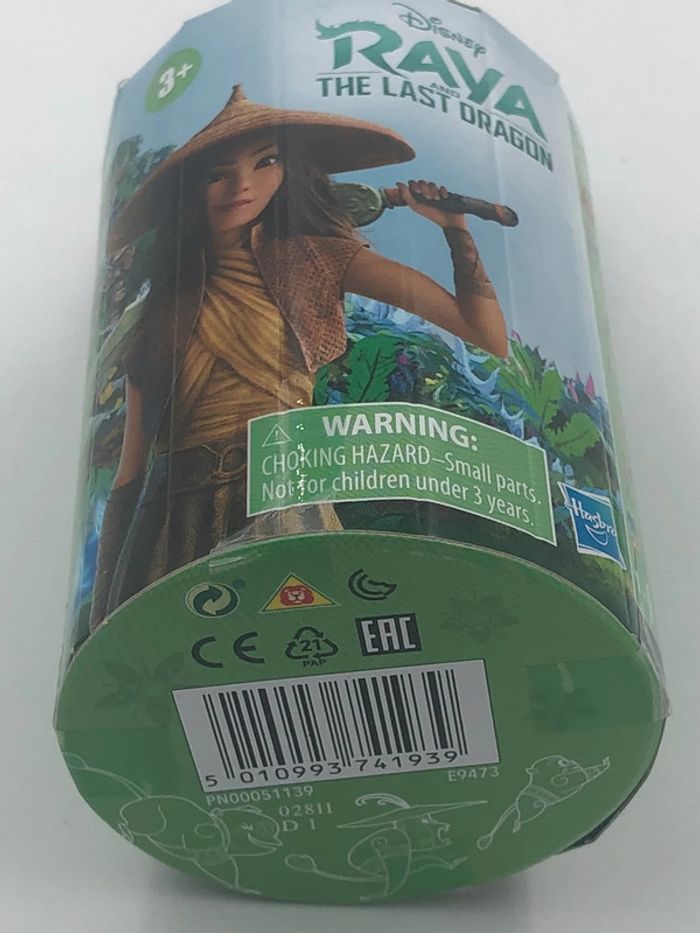 3+
Disney
RAYA
AND
THE LAST DRAGON
WARNING:
CHOKING HAZARD–Small parts.
Not for children under 3 years.
Hasbro
CE
21
PAP
EAC
5 010993 741939
PN00051139
E9473
02811
D1